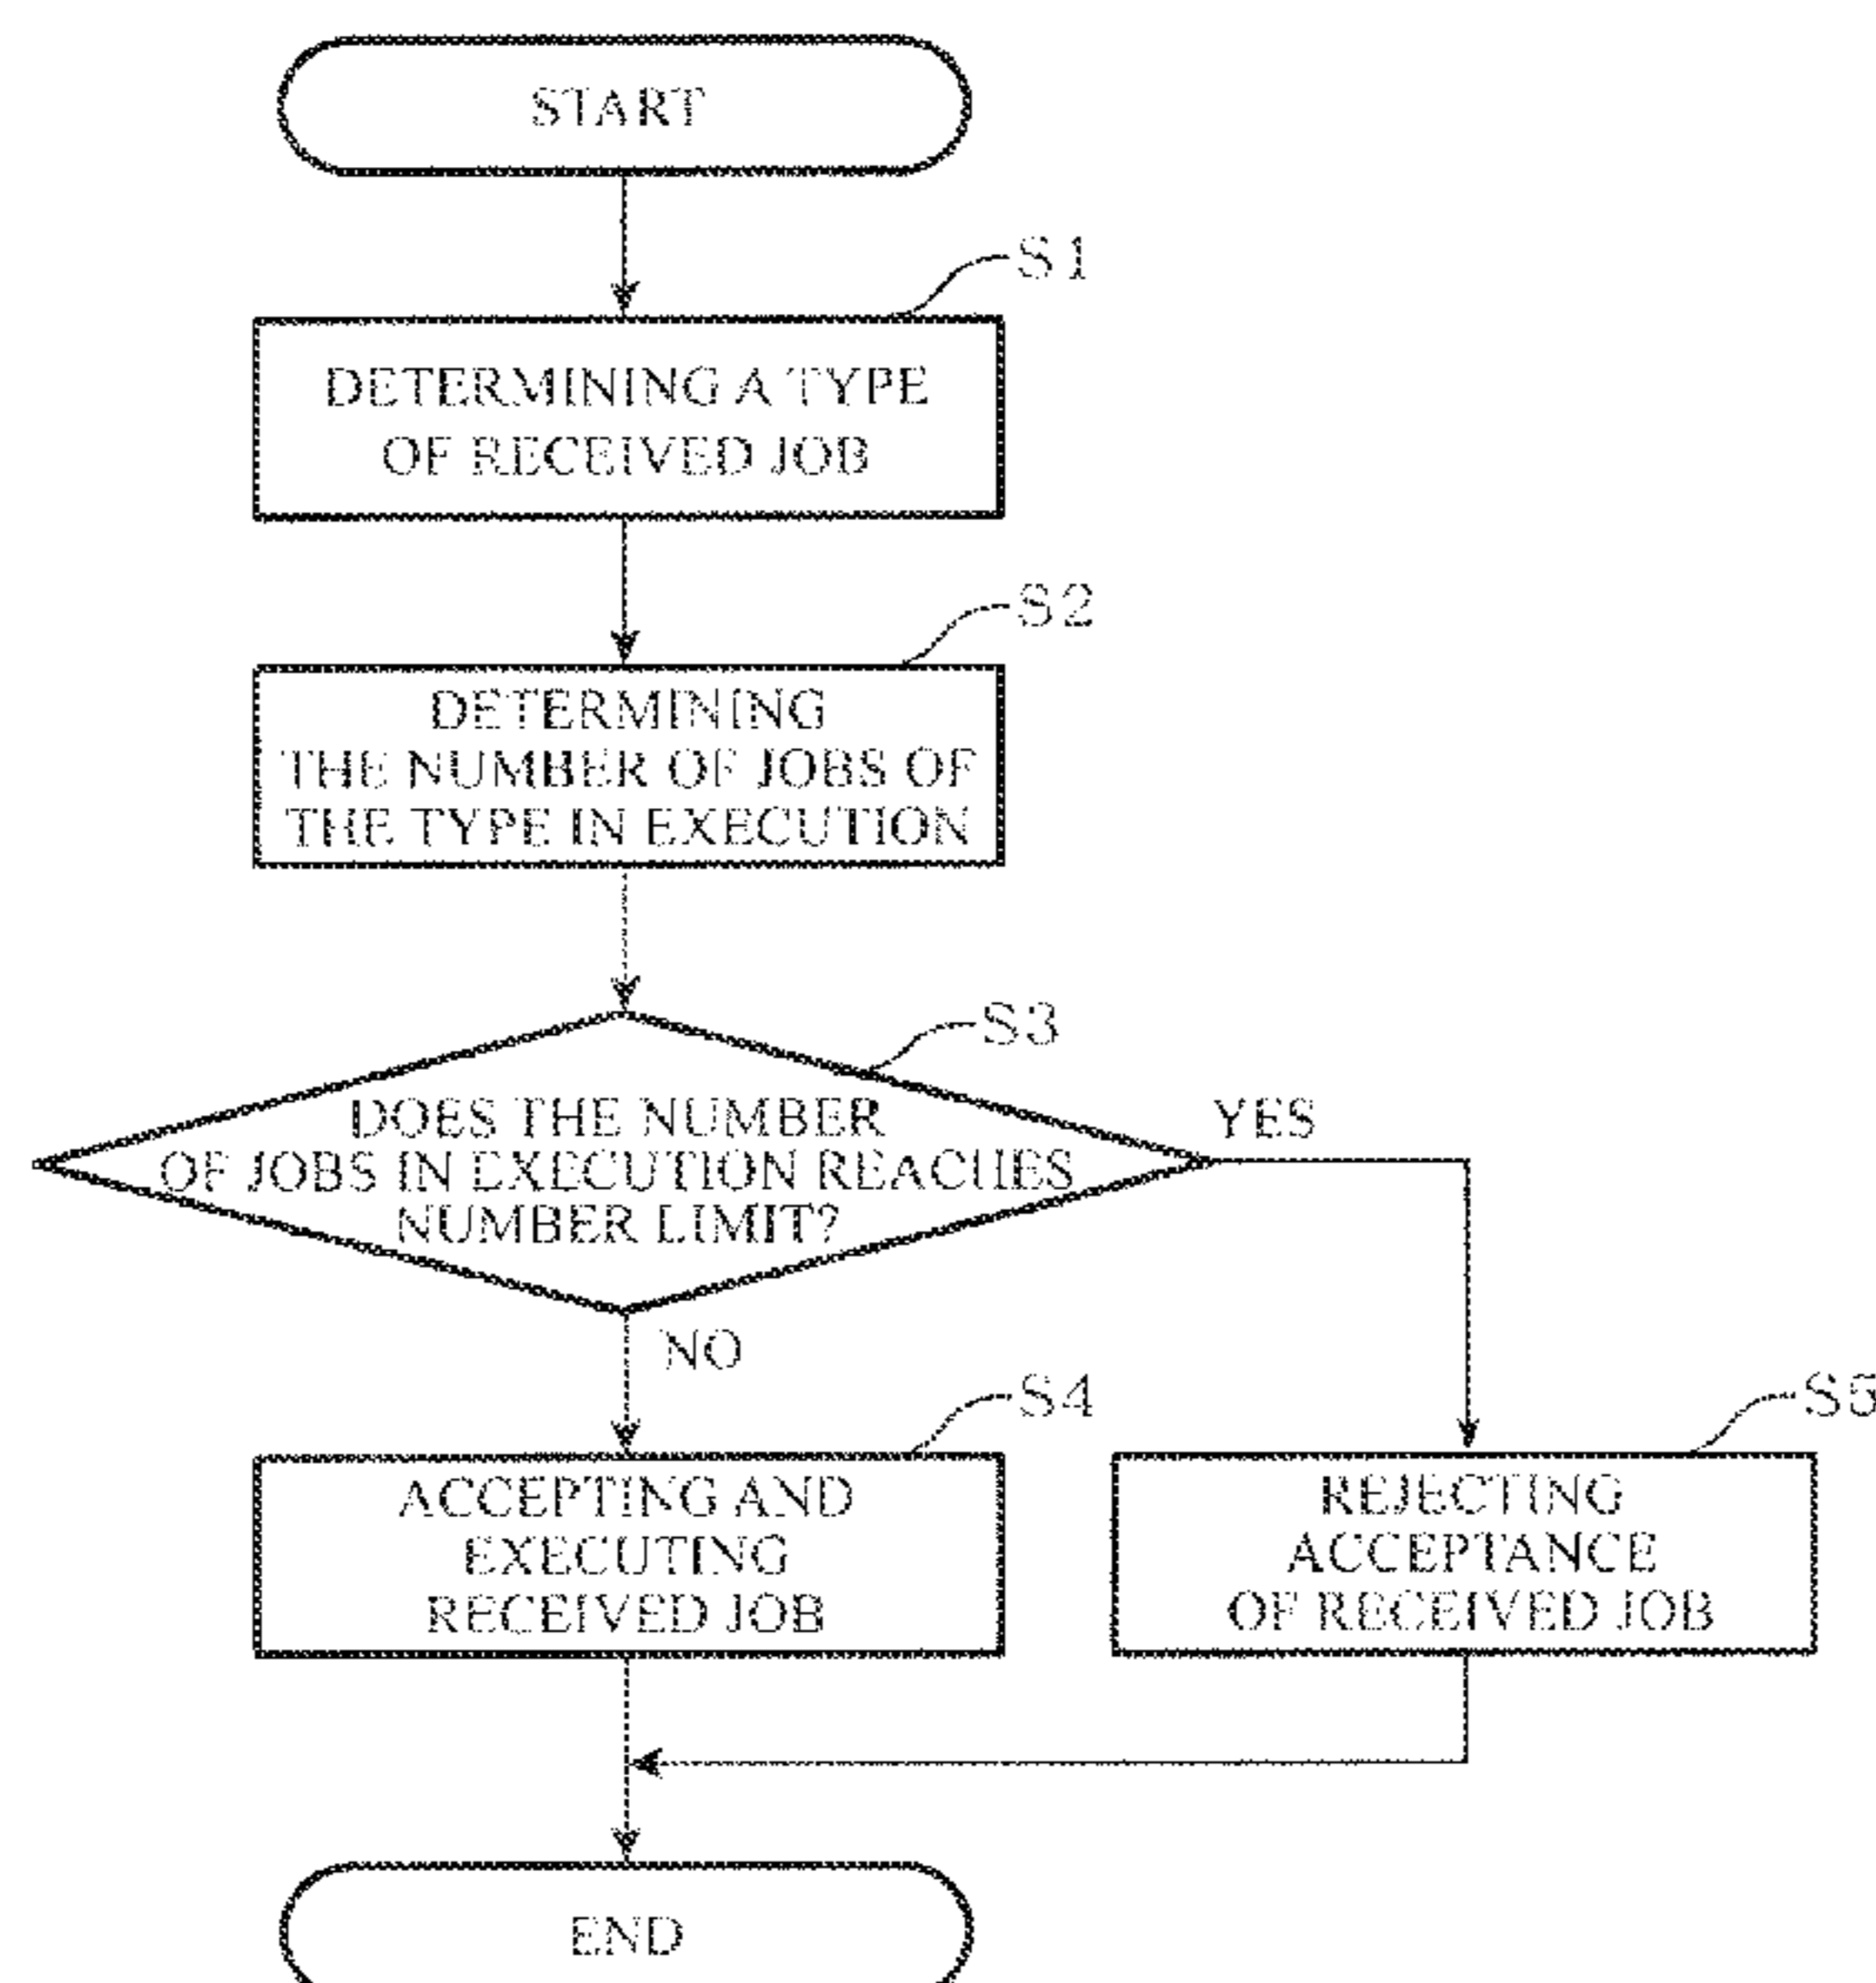 START
S1
DETERMINING A TYPE
OF RECEIVED JOB
S2
DETERMINING
THE NUMBER OF JOBS OF
THE TYPE IN EXECUTION
S3
DOES THE NUMBER
OF JOBS IN EXECUTION REACHES
NUMBER LIMIT?
YES
NO
S4
ACCEPTING AND
EXECUTING
RECEIVED JOB
S5
REJECTING
ACCEPTANCE
OF RECEIVED JOB
END